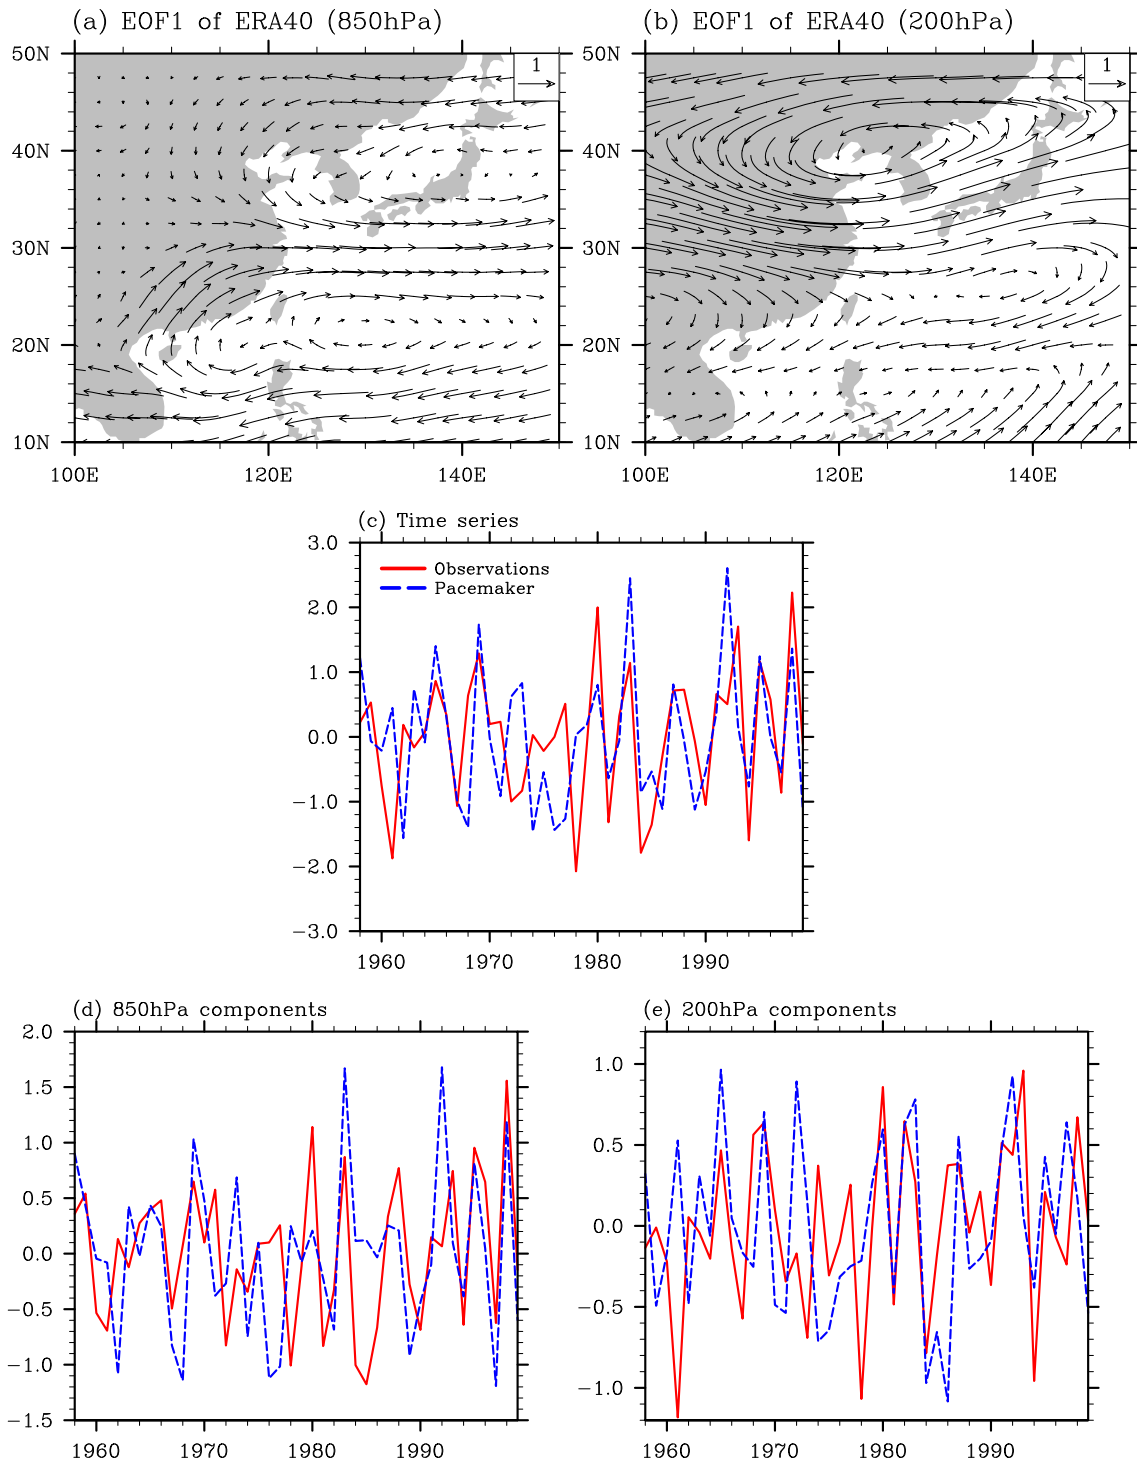 (a) EOF1 of ERA40 (850hPa)
(b) EOF1 of ERA40 (200hPa)
50N
40N
30N
20N
10N
100E
120E
140E
1
50N
40N
30N
20N
10N
100E
120E
140E
1
(c) Time series
3.0
2.0
1.0
0.0
−1.0
−2.0
−3.0
Observations
Pacemaker
1960
1970
1980
1990
(d) 850hPa components
2.0
1.5
1.0
0.5
0.0
−0.5
−1.0
−1.5
1960
1970
1980
1990
(e) 200hPa components
1.0
0.5
0.0
−0.5
−1.0
1960
1970
1980
1990